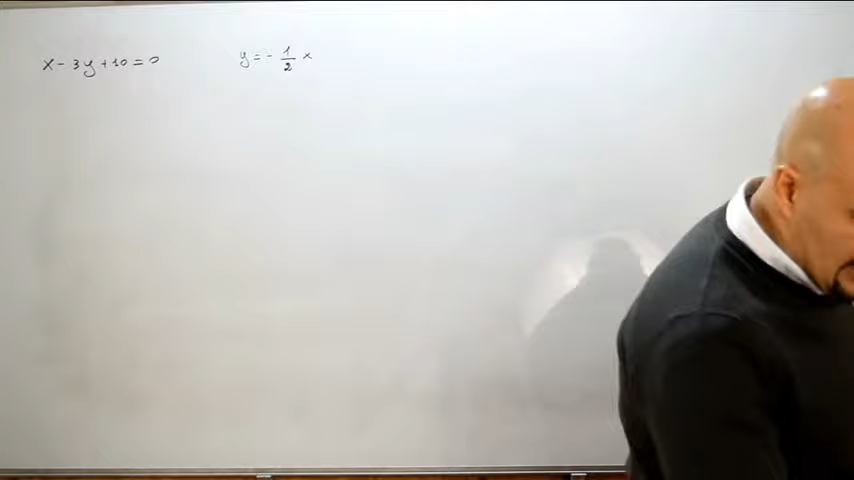 x - 3y + 10 = 0
y = - 1/2 x